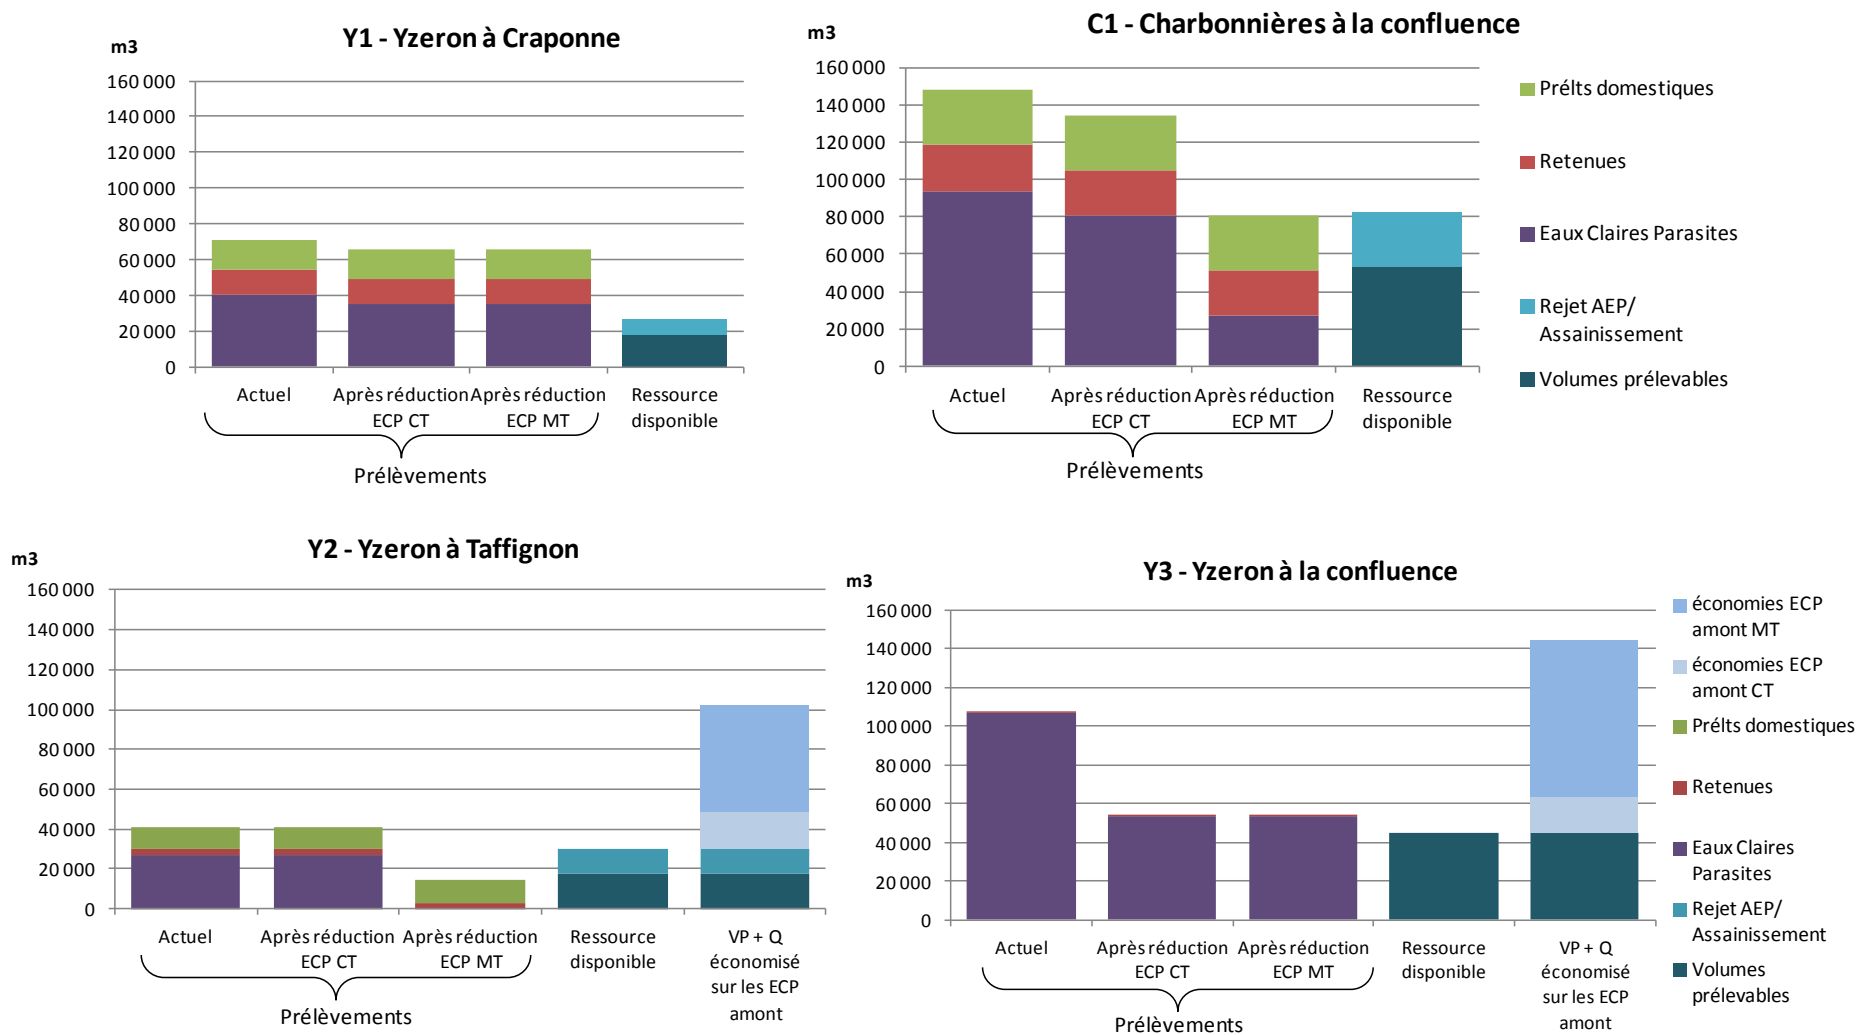 Y1 - Yzeron à Craponne
m3
160 000
140 000
120 000
100 000
80 000
60 000
40 000
20 000
0
Actuel
Après réduction
ECP CT
Après réduction
ECP MT
Ressource
disponible
Prélèvements
C1 - Charbonnières à la confluence
m3
160 000
140 000
120 000
100 000
80 000
60 000
40 000
20 000
0
Actuel
Après réduction
ECP CT
Après réduction
ECP MT
Ressource
disponible
Prélèvements
Prélts domestiques
Retenues
Eaux Claires Parasites
Rejet AEP/
Assainissement
Volumes prélevables
Y2 - Yzeron à Taffignon
m3
160 000
140 000
120 000
100 000
80 000
60 000
40 000
20 000
0
Actuel
Après réduction
ECP CT
Après réduction
ECP MT
Ressource
disponible
VP + Q
économisé
sur les ECP
amont
Prélèvements
Y3 - Yzeron à la confluence
m3
160 000
140 000
120 000
100 000
80 000
60 000
40 000
20 000
0
Actuel
Après réduction
ECP CT
Après réduction
ECP MT
Ressource
disponible
VP + Q
économisé
sur les ECP
amont
Prélèvements
économies ECP
amont MT
économies ECP
amont CT
Prélts domestiques
Retenues
Eaux Claires
Parasites
Rejet AEP/
Assainissement
Volumes
prélevables